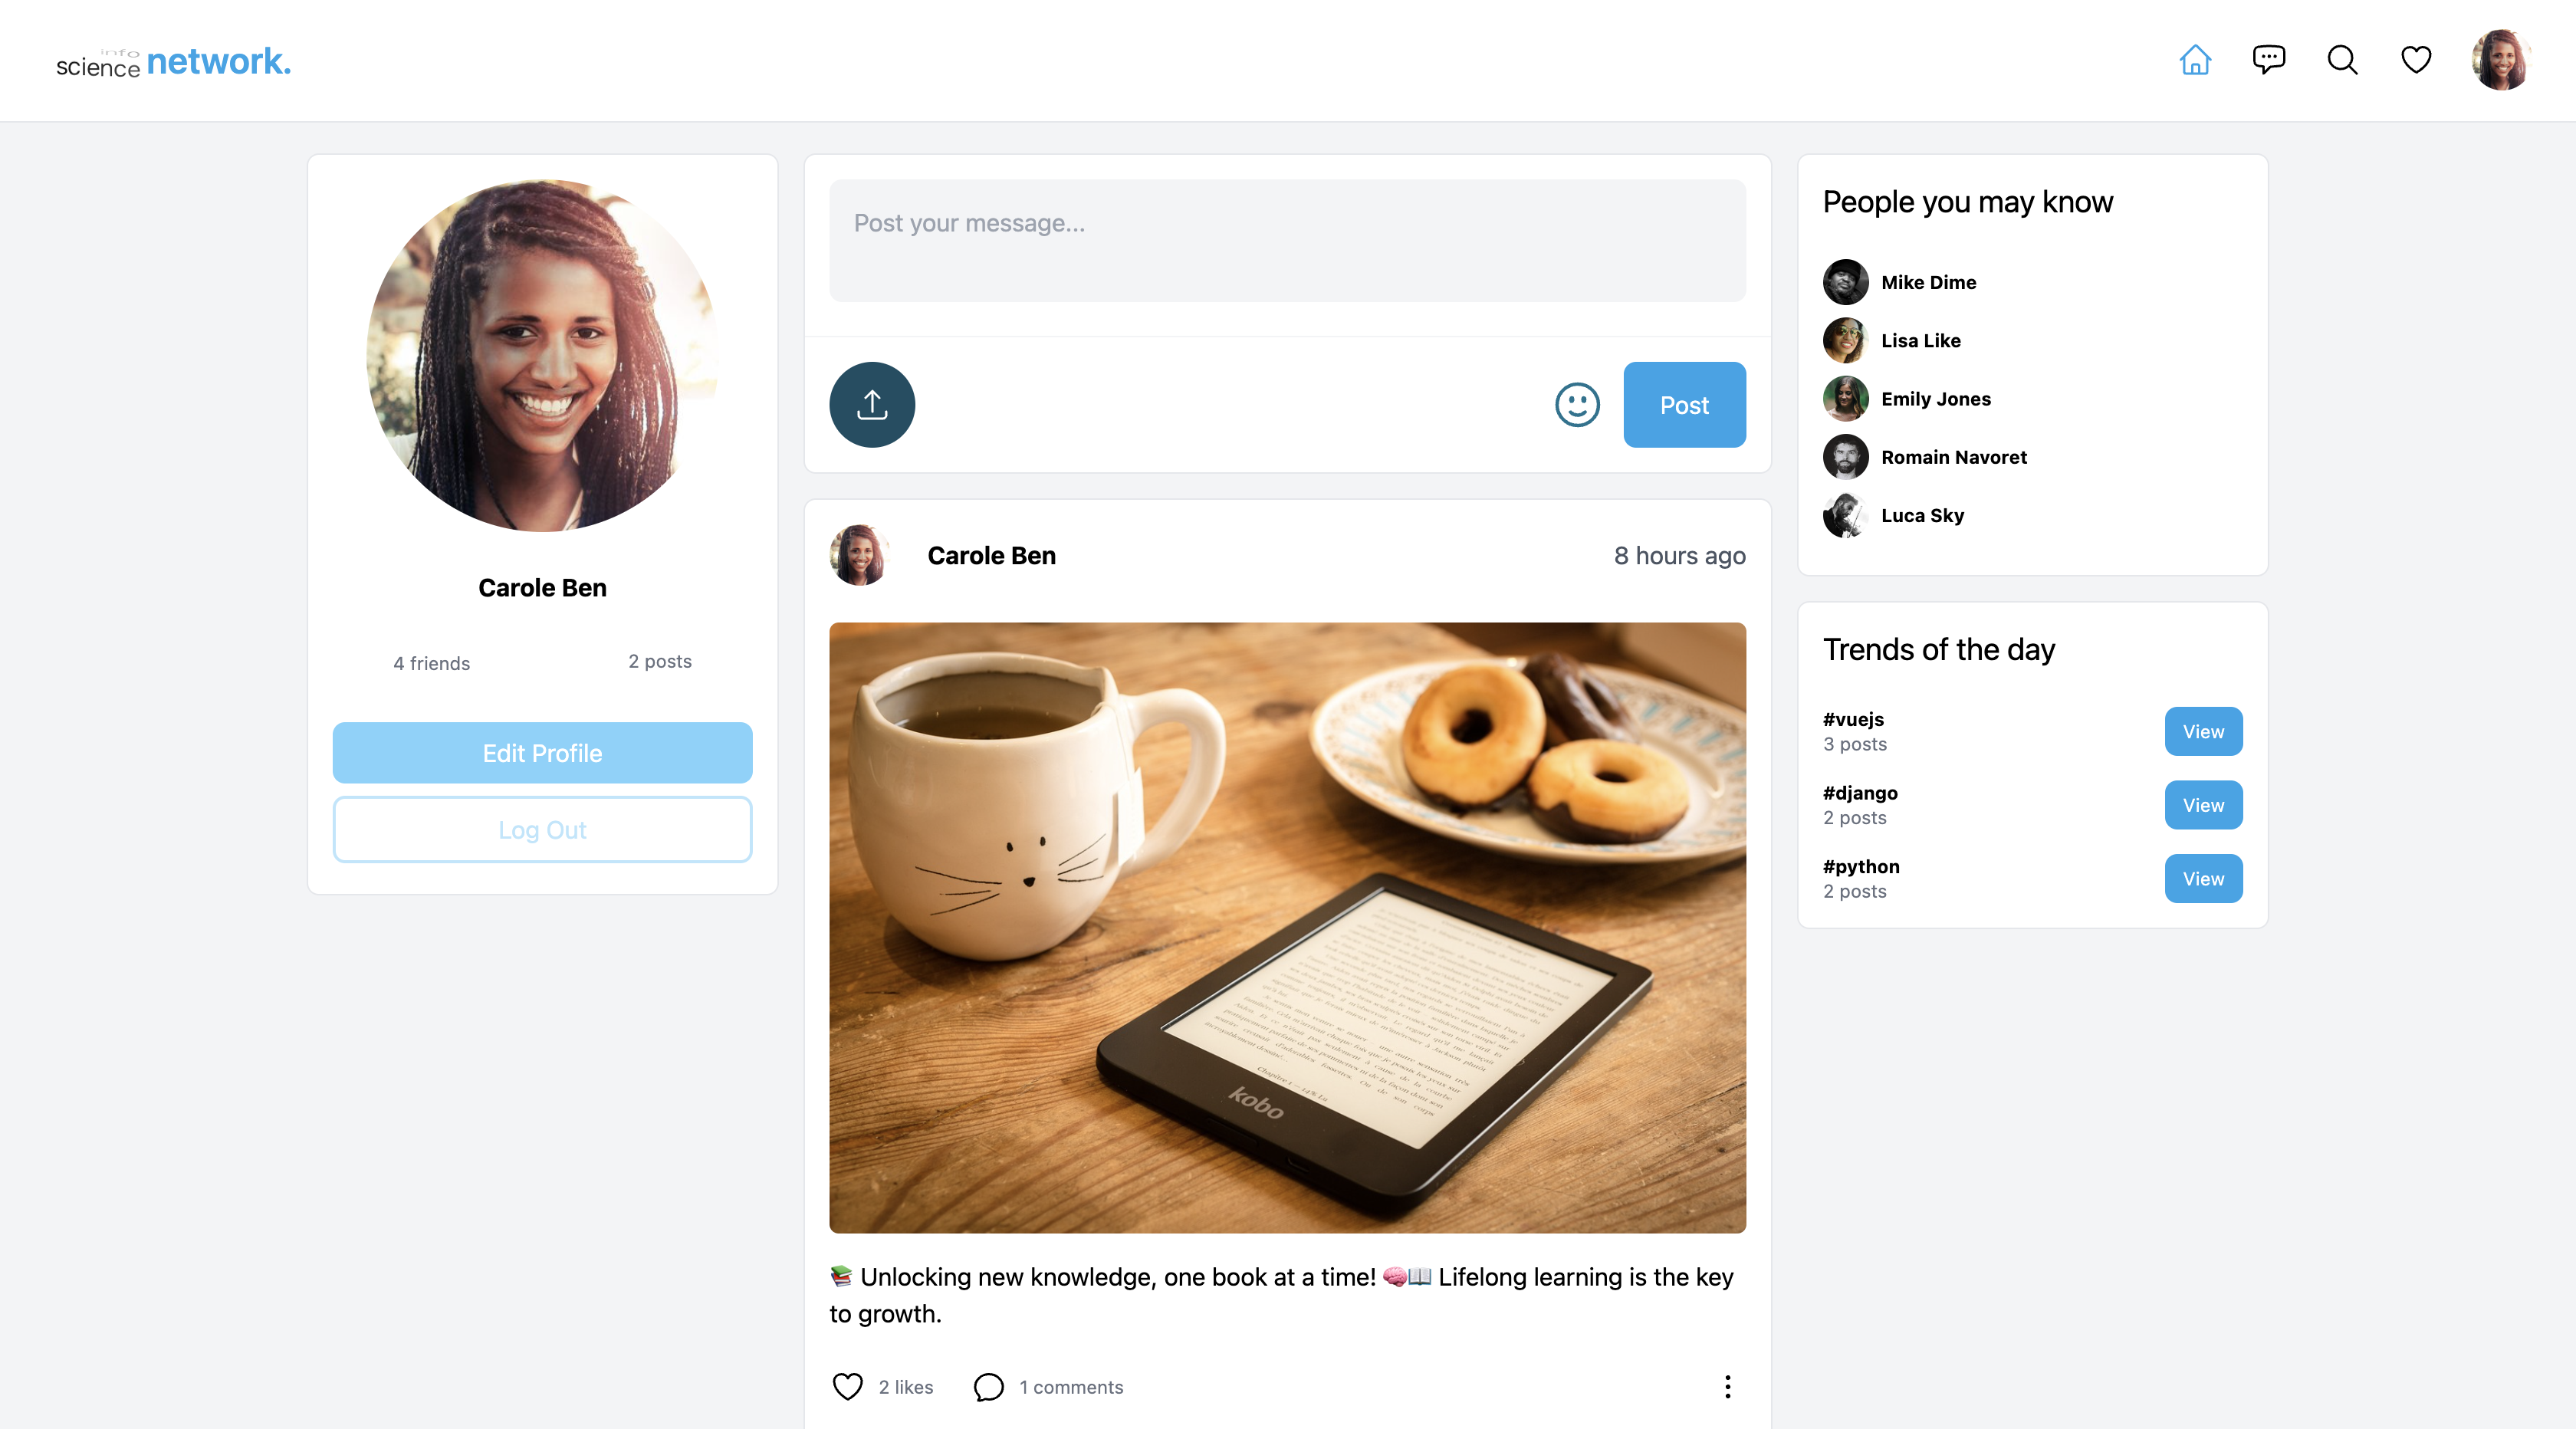 info
science network.
Carole Ben
4 friends
2 posts
Edit Profile
Log Out
Post your message...
Post
Carole Ben
8 hours ago
kobo
📚 Unlocking new knowledge, one book at a time! 🧠📖 Lifelong learning is the key
to growth.
2 likes
1 comments
People you may know
Mike Dime
Lisa Like
Emily Jones
Romain Navoret
Luca Sky
Trends of the day
#vuejs
3 posts
View
#django
2 posts
View
#python
2 posts
View